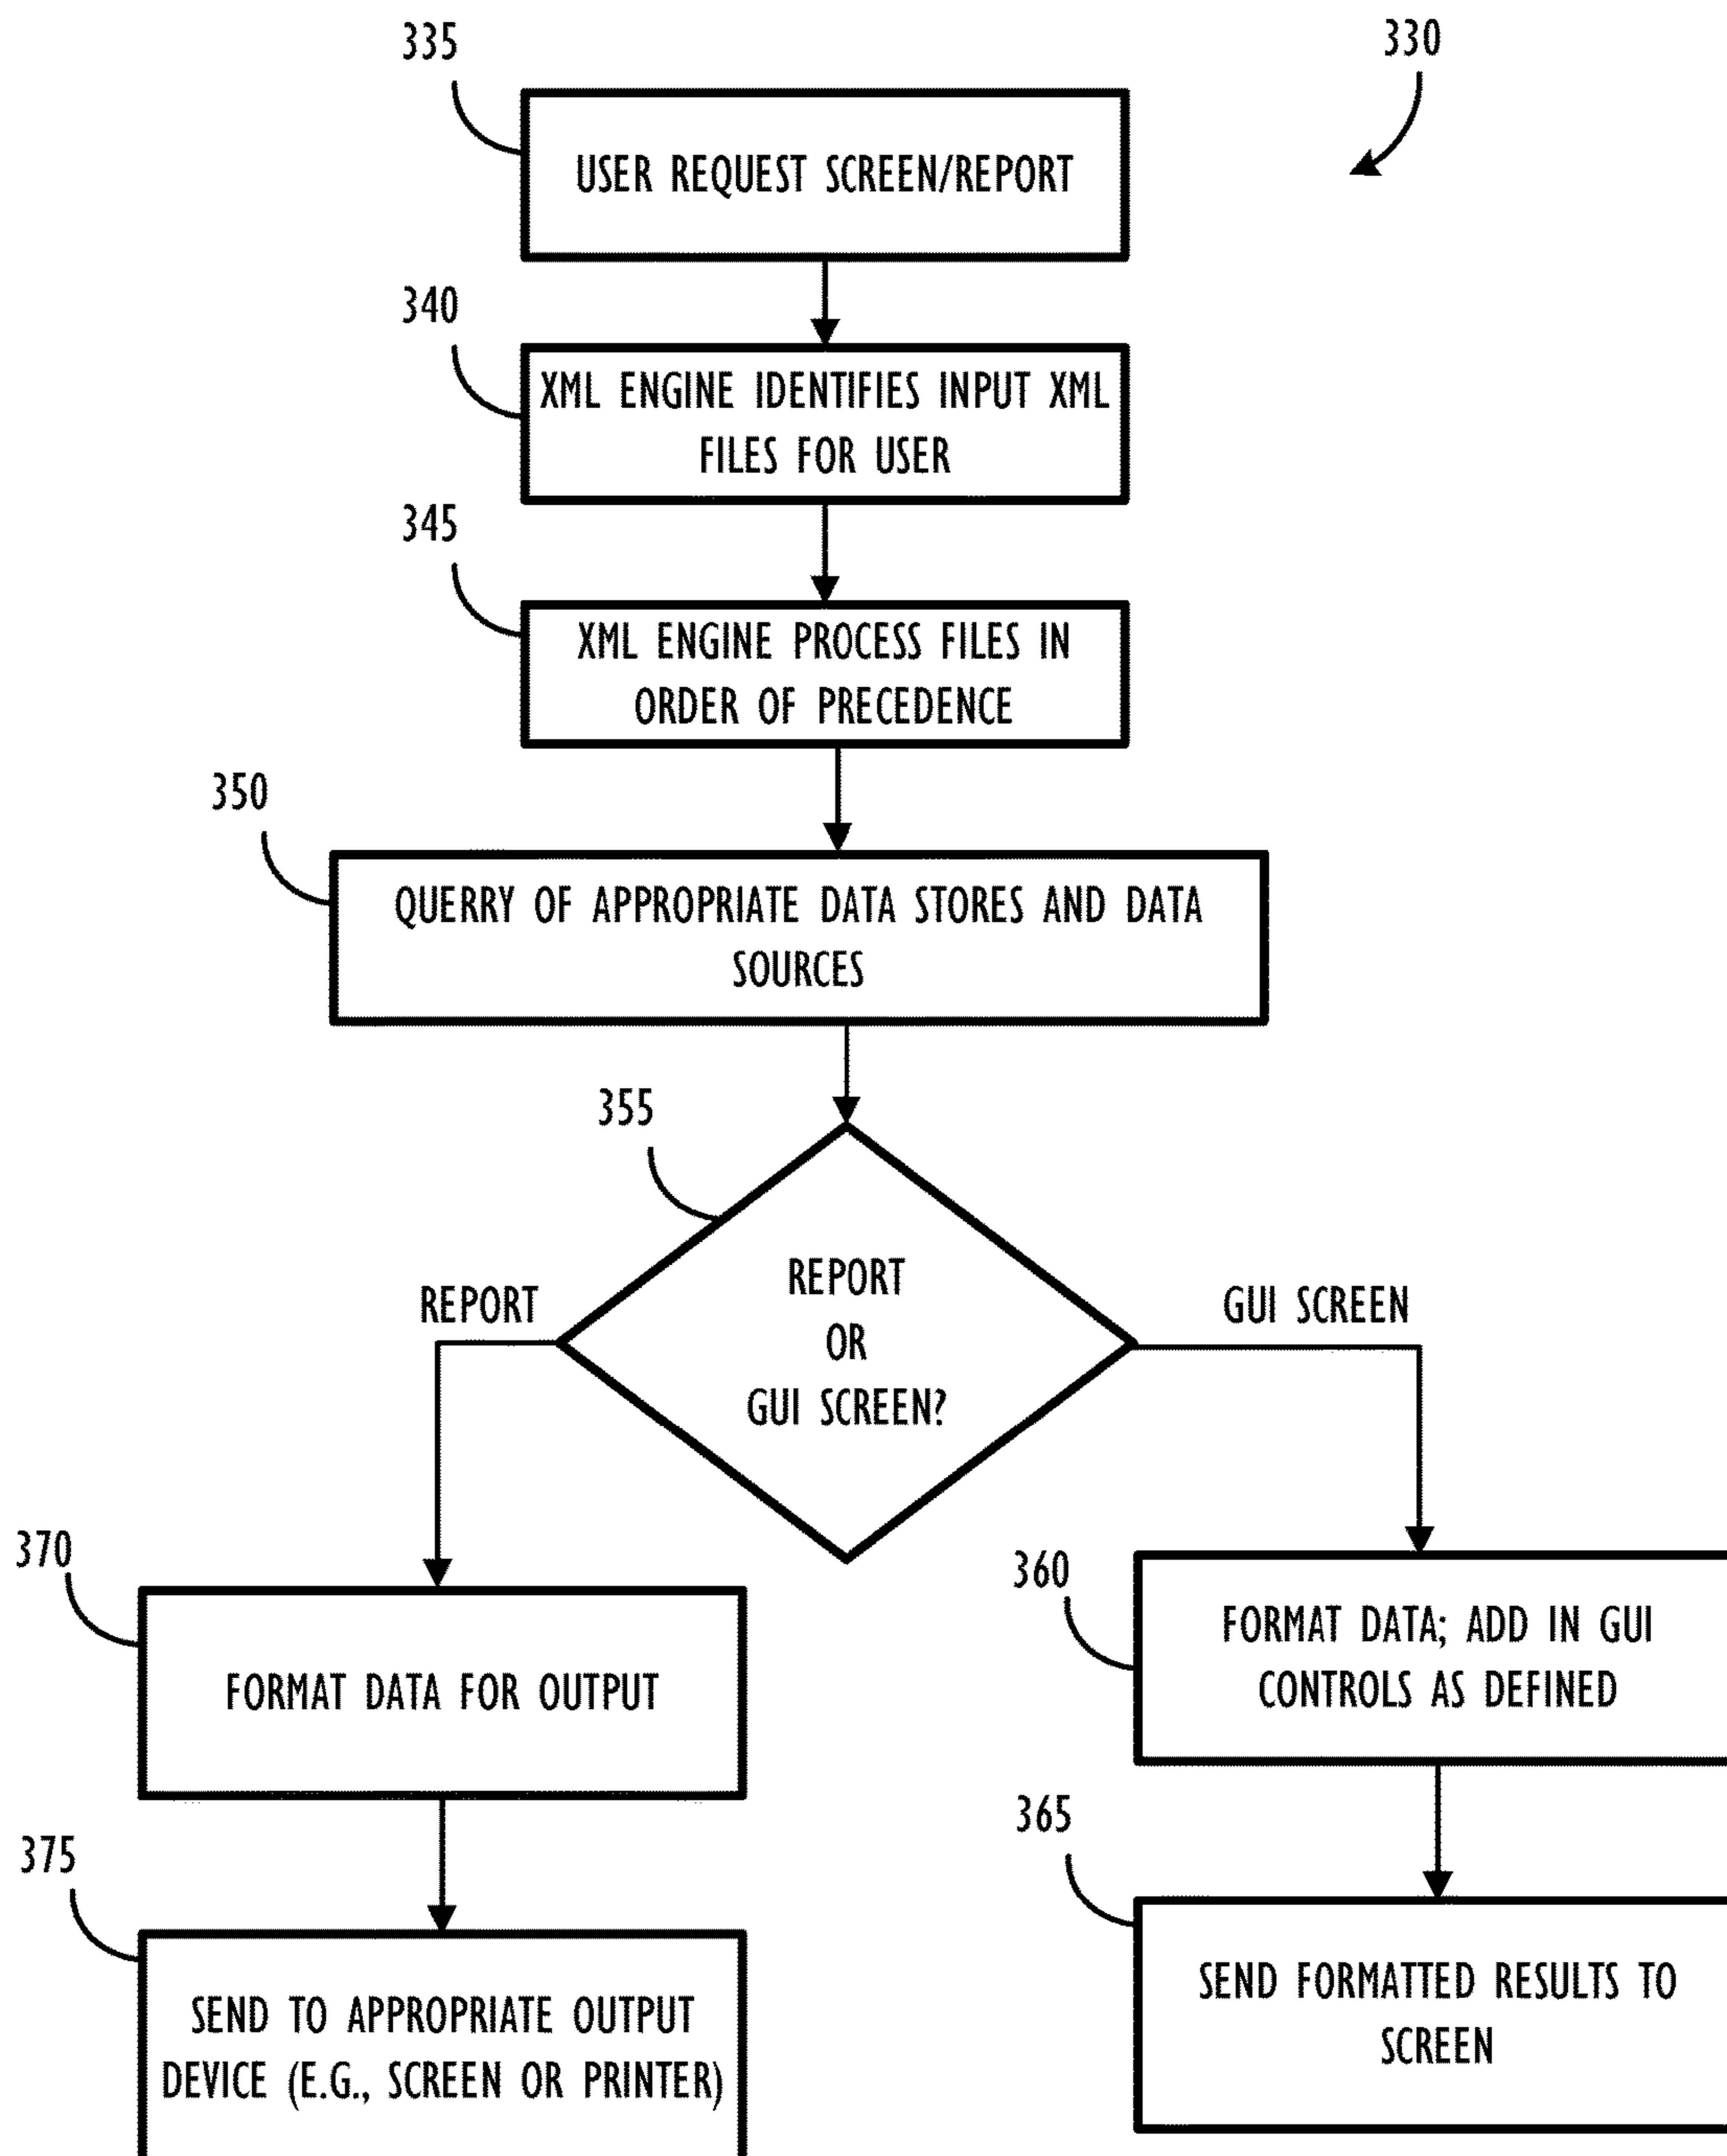 335
330
USER REQUEST SCREEN/REPORT
340
XML ENGINE IDENTIFIES INPUT XML
FILES FOR USER
345
XML ENGINE PROCESS FILES IN
ORDER OF PRECEDENCE
350
QUERRY OF APPROPRIATE DATA STORES AND DATA
SOURCES
355
REPORT
OR
GUI SCREEN?
REPORT
GUI SCREEN
370
FORMAT DATA FOR OUTPUT
360
FORMAT DATA; ADD IN GUI
CONTROLS AS DEFINED
375
SEND TO APPROPRIATE OUTPUT
DEVICE (E.G., SCREEN OR PRINTER)
365
SEND FORMATTED RESULTS TO
SCREEN